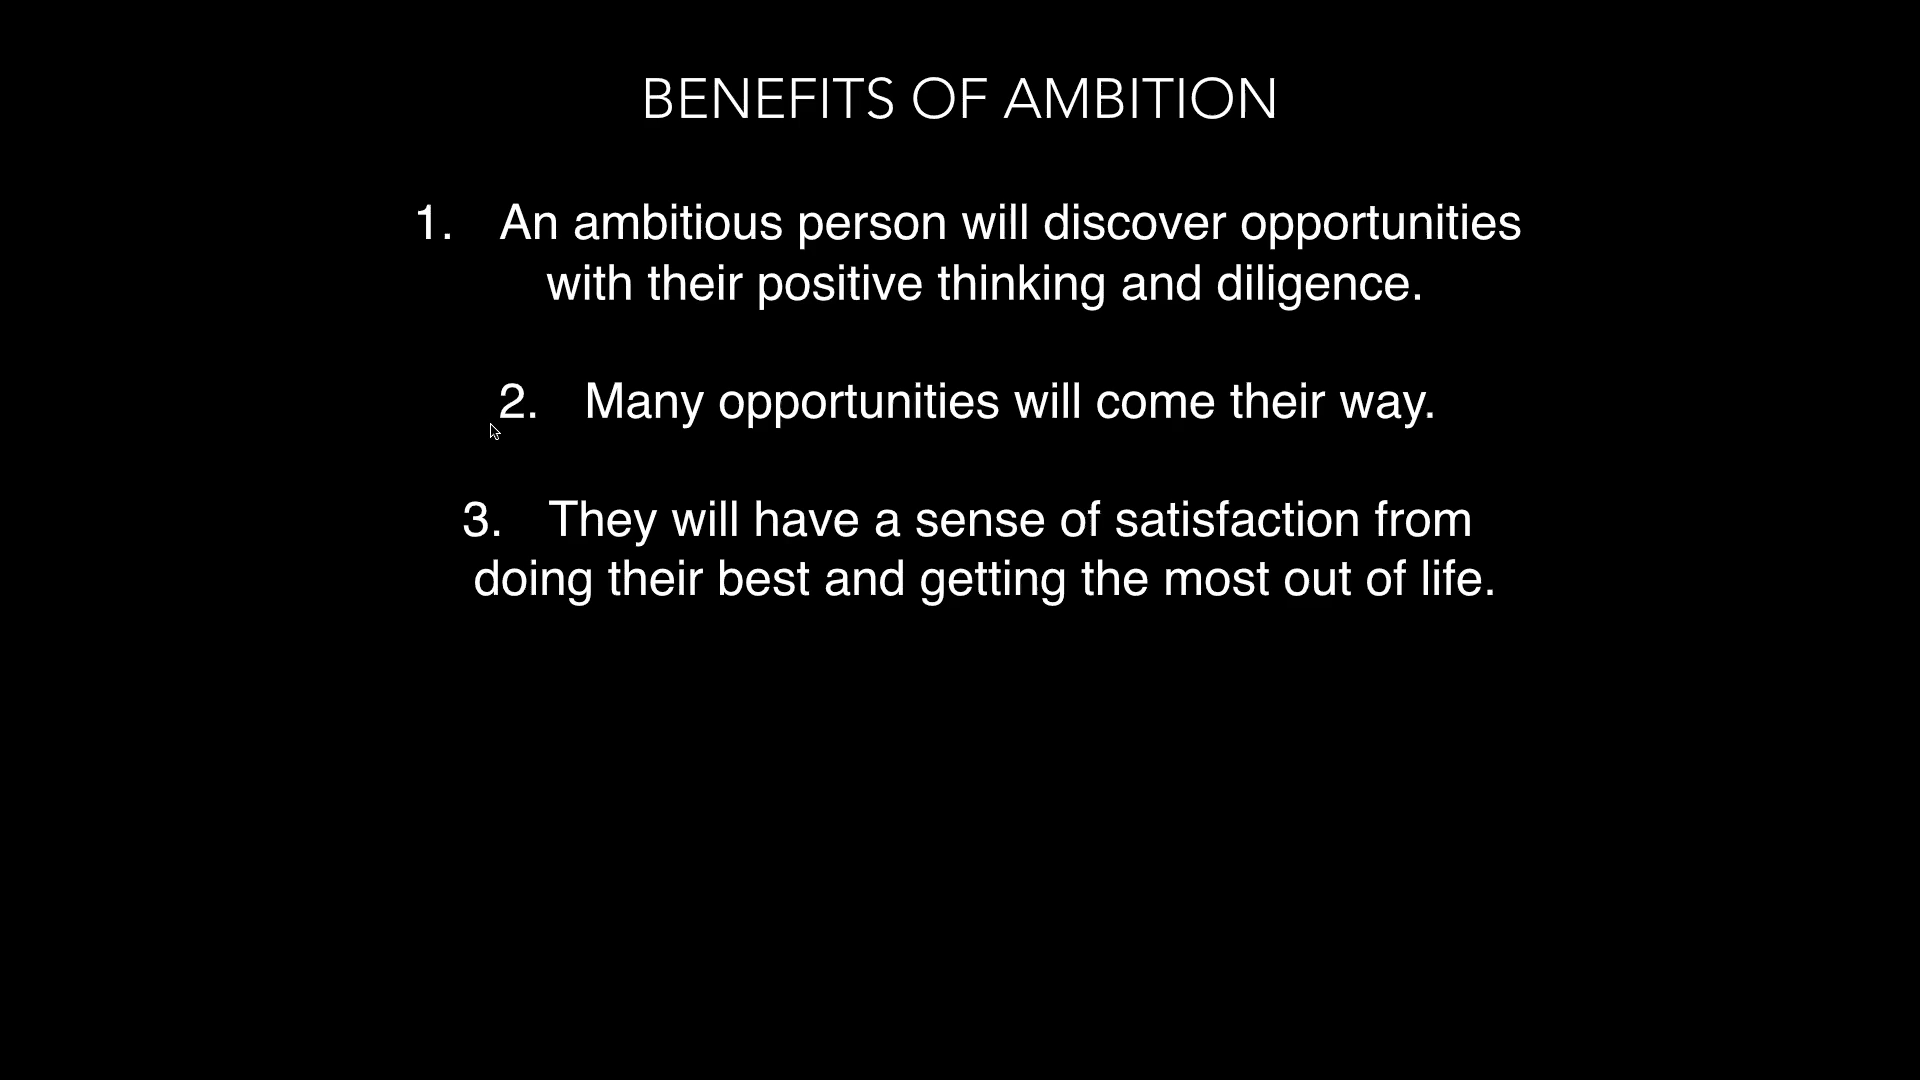 BENEFITS OF AMBITION
1. An ambitious person will discover opportunities
with their positive thinking and diligence.
2. Many opportunities will come their way.
3. They will have a sense of satisfaction from
doing their best and getting the most out of life.